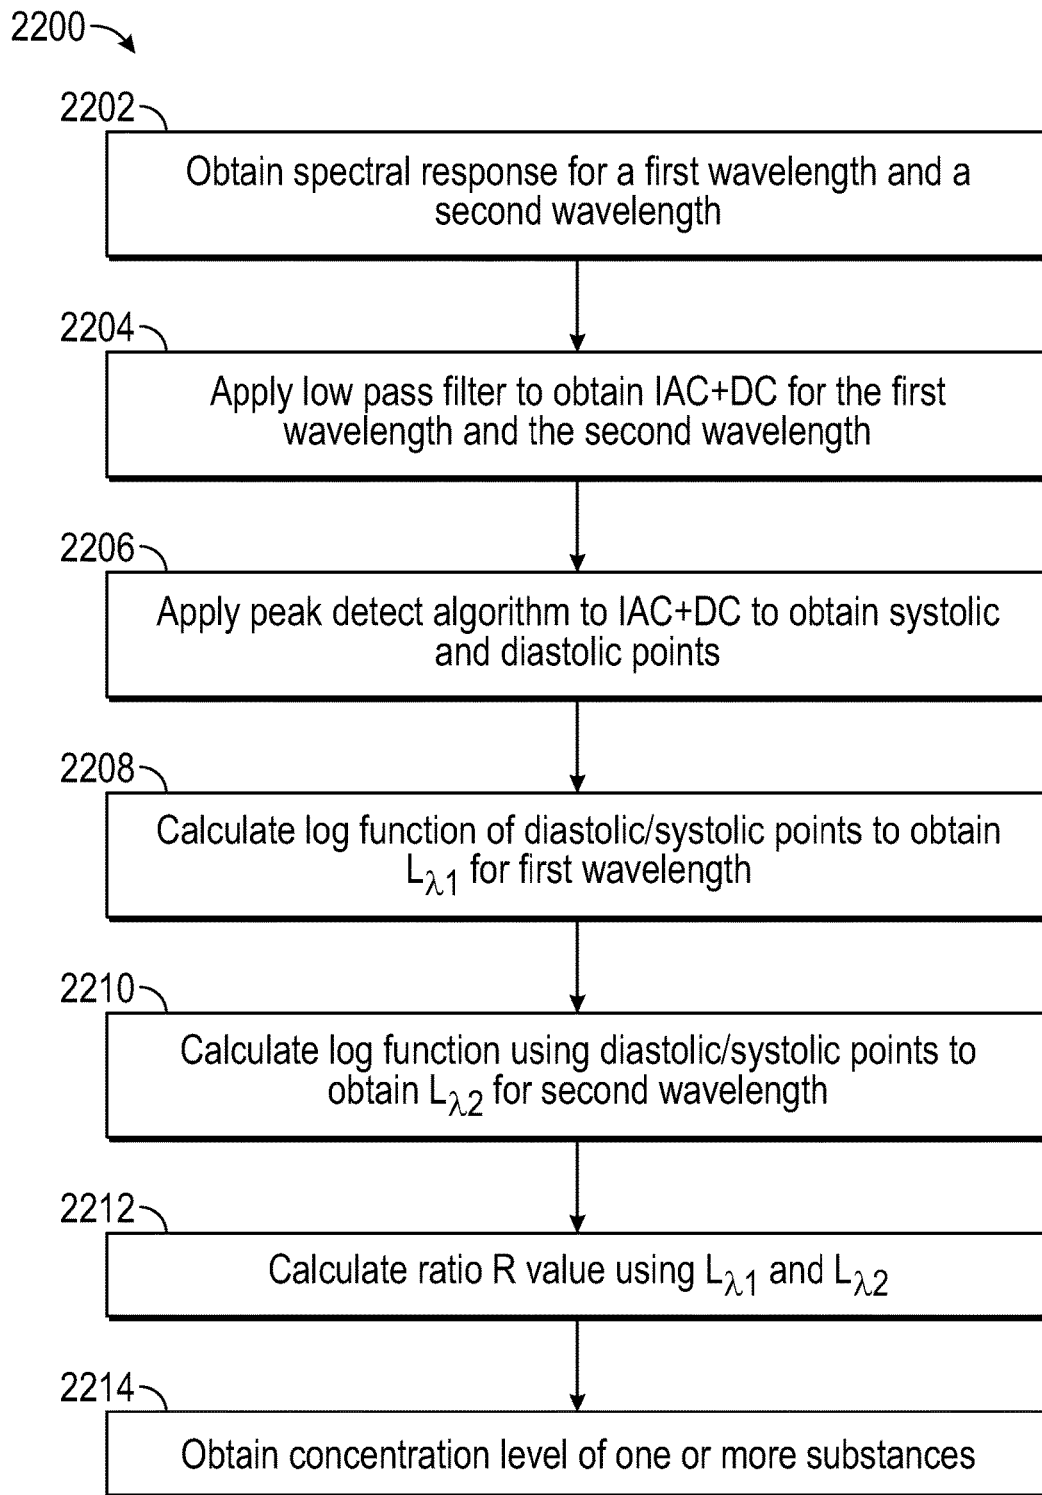 2200
2202
Obtain spectral response for a first wavelength and a
second wavelength
2204
Apply low pass filter to obtain IAC+DC for the first
wavelength and the second wavelength
2206
Apply peak detect algorithm to IAC+DC to obtain systolic
and diastolic points
2208
Calculate log function of diastolic/systolic points to obtain
Lλ1 for first wavelength
2210
Calculate log function using diastolic/systolic points to
obtain Lλ2 for second wavelength
2212
Calculate ratio R value using Lλ1 and Lλ2
2214
Obtain concentration level of one or more substances